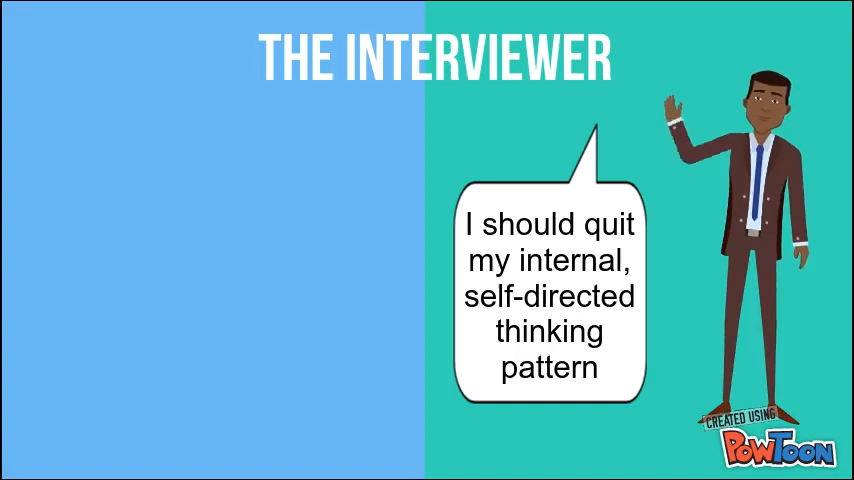 THE INTERVIEWER
I should quit
my internal,
self-directed
thinking
pattern
CREATED USING
POWTOON